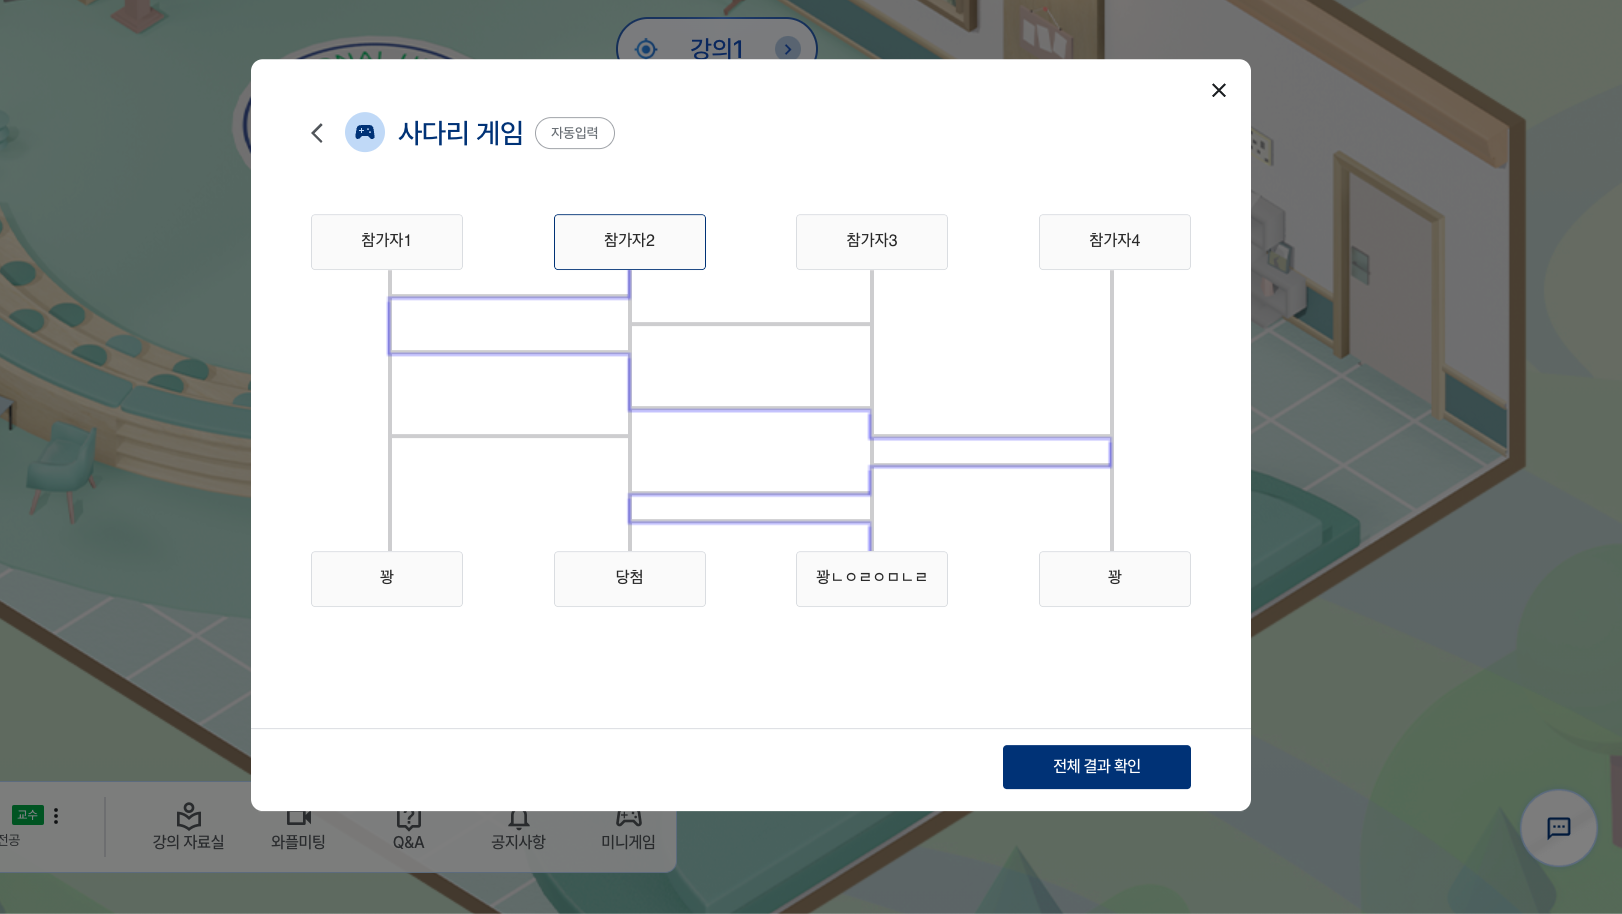 강의1
사다리 게임
자동입력
참가자1
참가자2
참가자3
참가자4
꽝
당첨
꽝ㄴㅇㄹㅇㅁㄴㄹ
꽝
전체 결과 확인
교수
전공
강의 자료실
와플미팅
Q&A
공지사항
미니게임